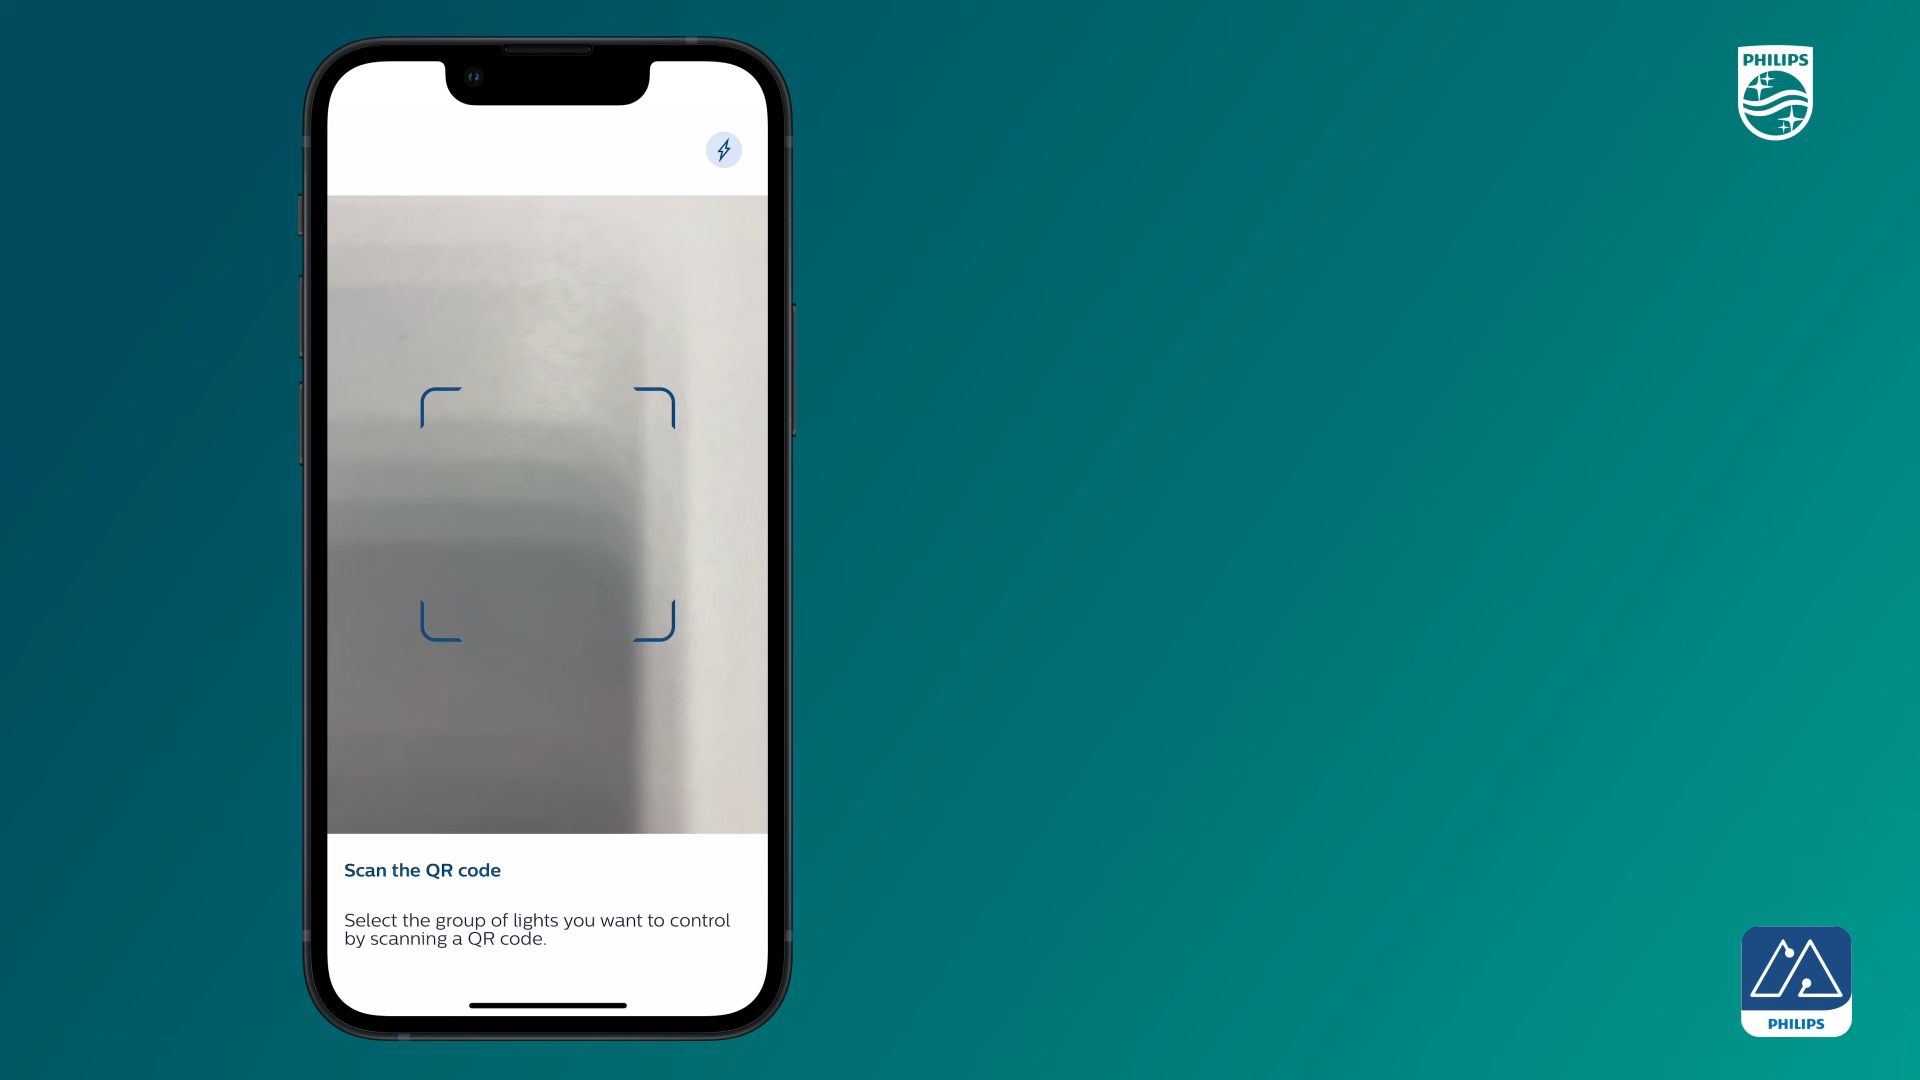 PHILIPS
Scan the QR code
Select the group of lights you want to control
by scanning a QR code.
PHILIPS